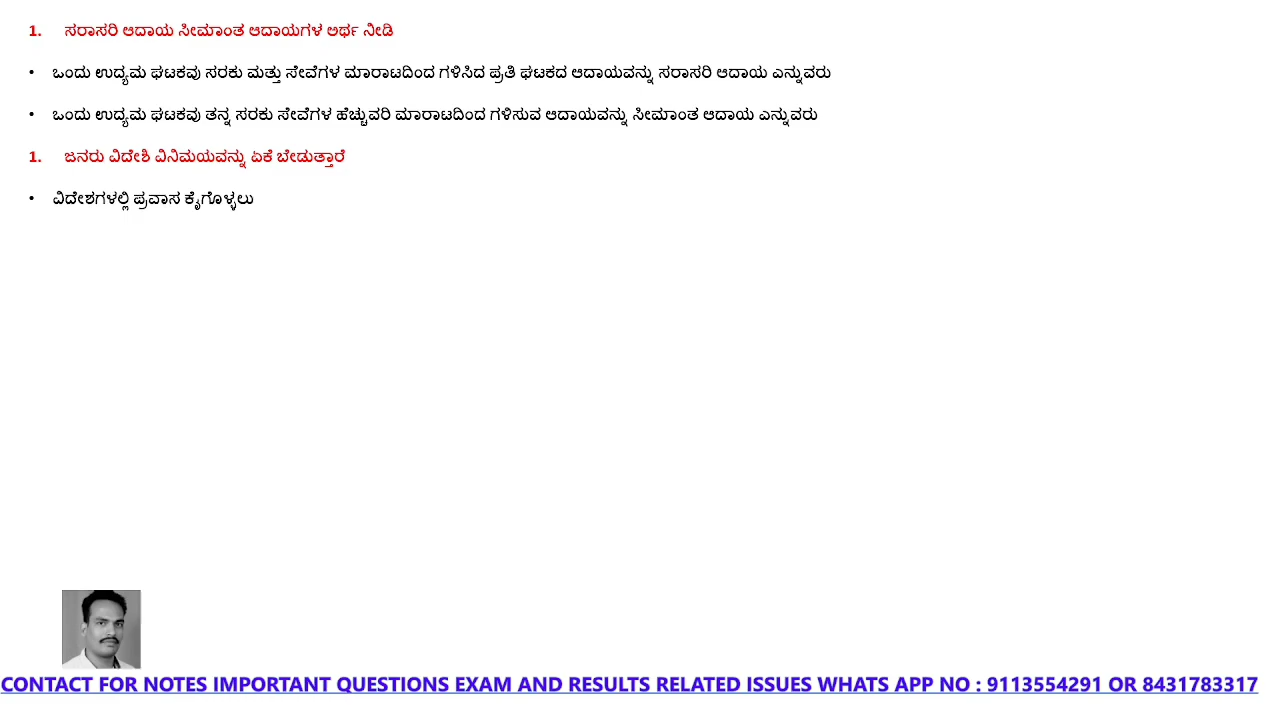 1. ಸರಾಸರಿ ಆದಾಯ ಸೀಮಾಂತ ಆದಾಯಗಳ ಅರ್ಥ ನೀಡಿ
• ಒಂದು ಉದ್ಯಮ ಘಟಕವು ಸರಕು ಮತ್ತು ಸೇವೆಗಳ ಮಾರಾಟದಿಂದ ಗಳಿಸಿದ ಪ್ರತಿ ಘಟಕದ ಆದಾಯವನ್ನು ಸರಾಸರಿ ಆದಾಯ ಎನ್ನುವರು
• ಒಂದು ಉದ್ಯಮ ಘಟಕವು ತನ್ನ ಸರಕು ಸೇವೆಗಳ ಹೆಚ್ಚುವರಿ ಮಾರಾಟದಿಂದ ಗಳಿಸುವ ಆದಾಯವನ್ನು ಸೀಮಾಂತ ಆದಾಯ ಎನ್ನುವರು
1. ಜನರು ವಿದೇಶಿ ವಿನಿಮಯವನ್ನು ಏಕೆ ಬೇಡುತ್ತಾರೆ
• ವಿದೇಶಗಳಲ್ಲಿ ಪ್ರವಾಸ ಕೈಗೊಳ್ಳಲು
CONTACT FOR NOTES IMPORTANT QUESTIONS EXAM AND RESULTS RELATED ISSUES WHATS APP NO : 9113554291 OR 8431783317